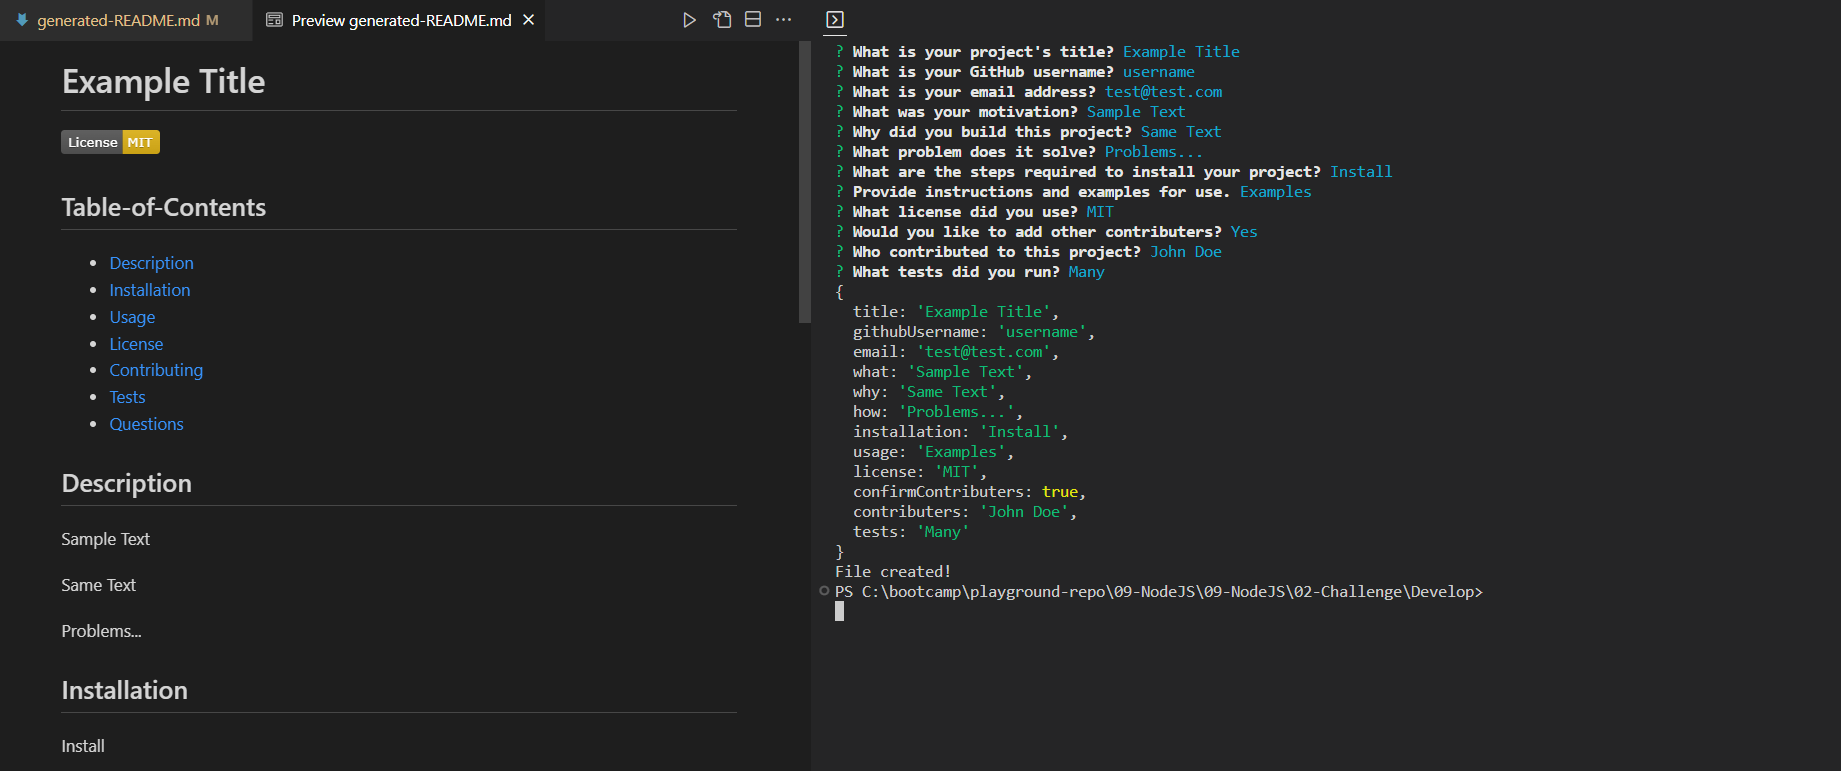 generated-README.md M
Preview generated-README.md
Example Title
License MIT
Table-of-Contents
Description
Installation
Usage
License
Contributing
Tests
Questions
Description
Sample Text
Same Text
Problems...
Installation
Install
? What is your project's title? Example Title
? What is your GitHub username? username
? What is your email address? test@test.com
? What was your motivation? Sample Text
? Why did you build this project? Same Text
? What problem does it solve? Problems...
? What are the steps required to install your project? Install
? Provide instructions and examples for use. Examples
? What license did you use? MIT
? Would you like to add other contributers? Yes
? Who contributed to this project? John Doe
? What tests did you run? Many
{
title: 'Example Title',
githubUsername: 'username',
email: 'test@test.com',
what: 'Sample Text',
why: 'Same Text',
how: 'Problems...',
installation: 'Install',
usage: 'Examples',
license: 'MIT',
confirmContributers: true,
contributers: 'John Doe',
tests: 'Many'
}
File created!
PS C:\bootcamp\playground-repo\09-NodeJS\09-NodeJS\02-Challenge\Develop>